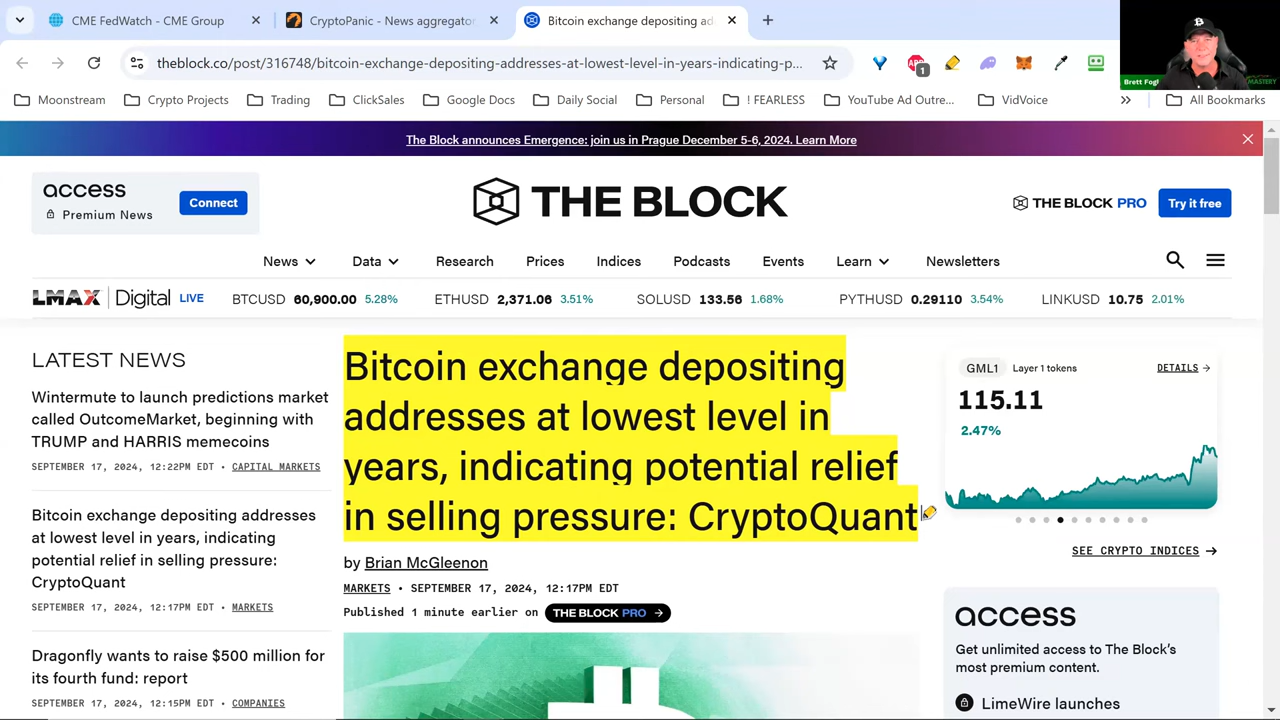 CME FedWatch - CME Group
CryptoPanic - News aggregato
Bitcoin exchange depositing ad
theblock.co/post/316748/bitcoin-exchange-depositing-addresses-at-lowest-level-in-years-indicating-p...
ABP
1
Brett Fogl
MASTERY
Moonstream
Crypto Projects
Trading
ClickSales
Google Docs
Daily Social
Personal
! FEARLESS
YouTube Ad Outre...
VidVoice
All Bookmarks
The Block announces Emergence: join us in Prague December 5-6, 2024. Learn More
access
Premium News
Connect
THE BLOCK
THE BLOCK PRO
Try it free
News
Data
Research
Prices
Indices
Podcasts
Events
Learn
Newsletters
LMAX Digital LIVE
BTCUSD 60,900.00 5.28%
ETHUSD 2,371.06 3.51%
SOLUSD 133.56 1.68%
PYTHUSD 0.29110 3.54%
LINKUSD 10.75 2.01%
LATEST NEWS
Wintermute to launch predictions market
called OutcomeMarket, beginning with
TRUMP and HARRIS memecoins
SEPTEMBER 17, 2024, 12:22PM EDT • CAPITAL MARKETS
Bitcoin exchange depositing addresses
at lowest level in years, indicating
potential relief in selling pressure:
CryptoQuant
SEPTEMBER 17, 2024, 12:17PM EDT • MARKETS
Dragonfly wants to raise $500 million for
its fourth fund: report
SEPTEMBER 17, 2024, 12:15PM EDT • COMPANIES
Bitcoin exchange depositing
addresses at lowest level in
years, indicating potential relief
in selling pressure: CryptoQuant
by Brian McGleenon
MARKETS • SEPTEMBER 17, 2024, 12:17PM EDT
Published 1 minute earlier on THE BLOCK PRO →
GML1 Layer 1 tokens
DETAILS →
115.11
2.47%
SEE CRYPTO INDICES →
access
Get unlimited access to The Block's
most premium content.
LimeWire launches